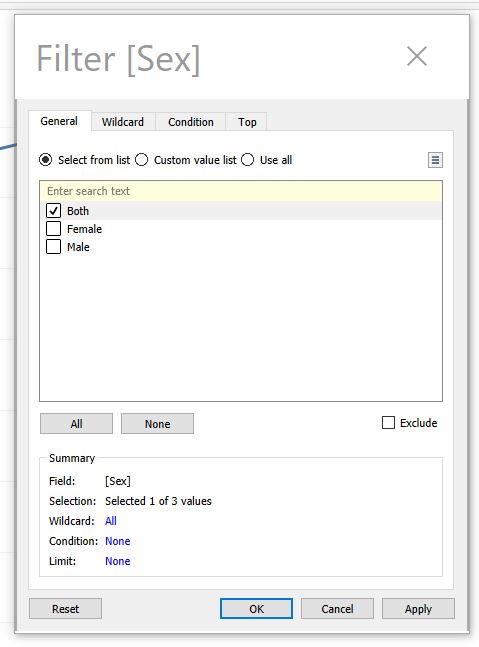 Filter [Sex]
General Wildcard Condition Top
Select from list Custom value list Use all
Enter search text
Both
Female
Male
All None Exclude
Summary
Field: [Sex]
Selection: Selected 1 of 3 values
Wildcard: All
Condition: None
Limit: None
Reset OK Cancel Apply